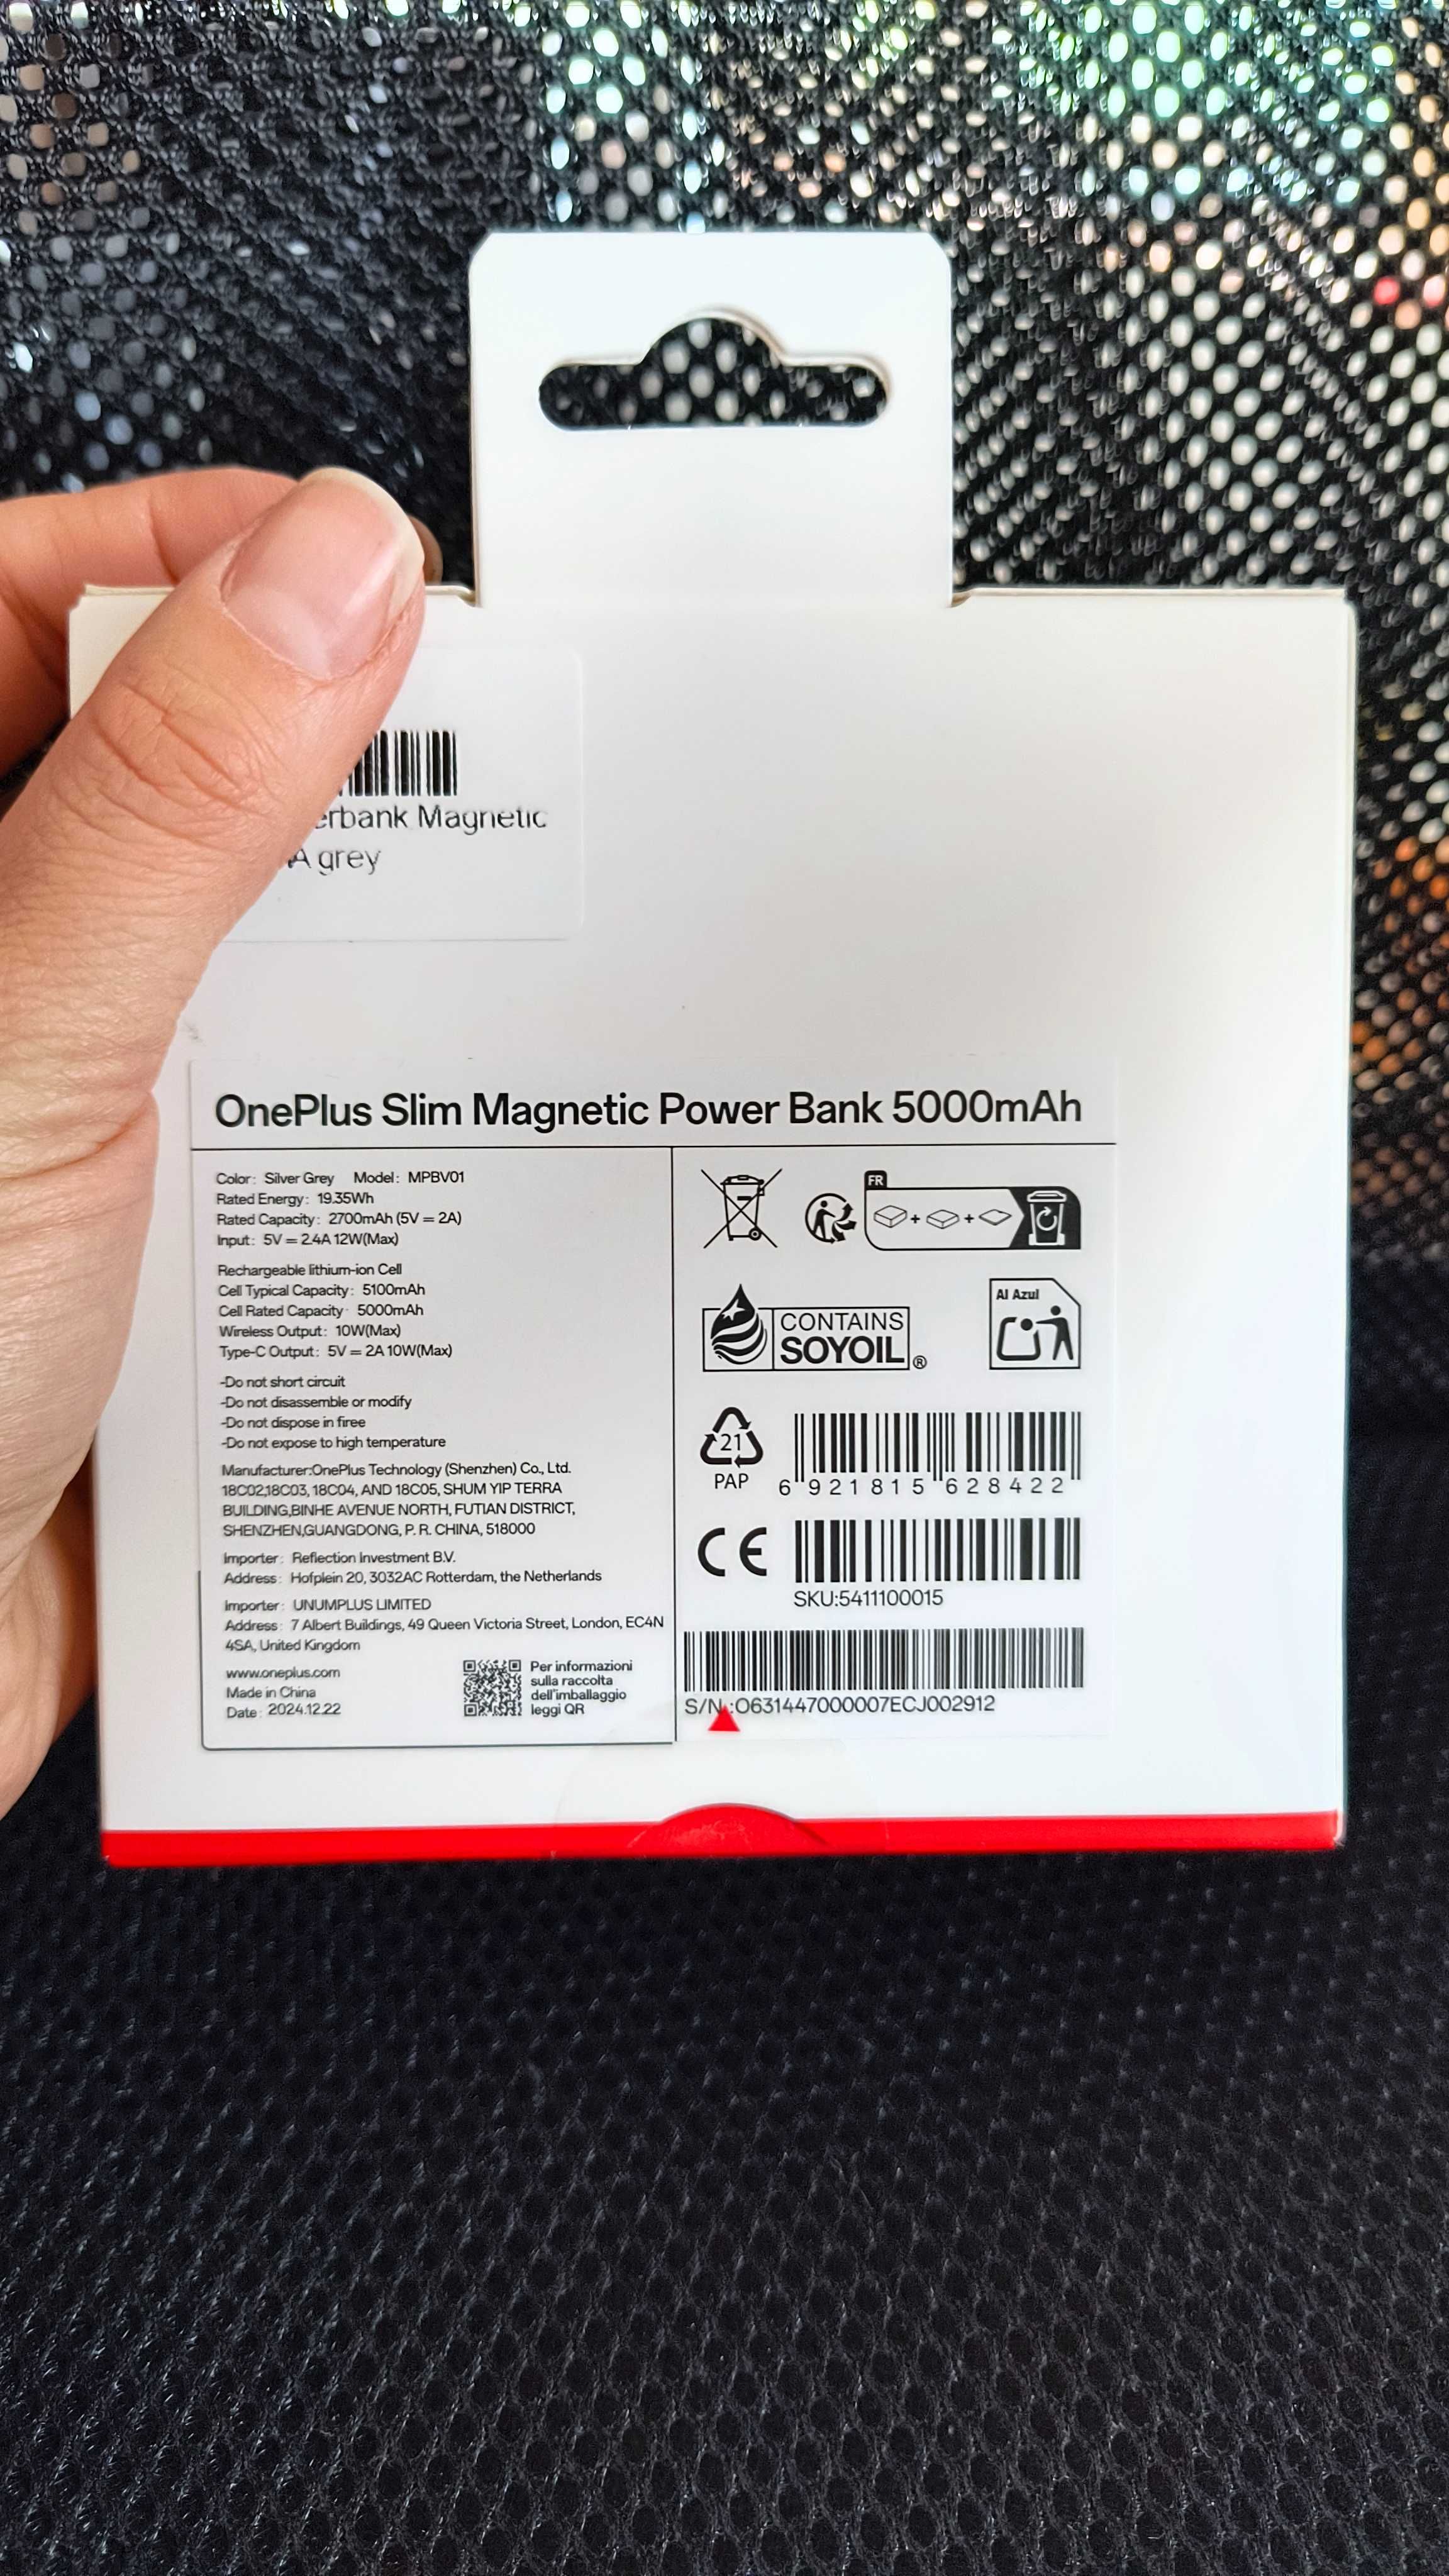 Magnetic
grey
OnePlus Slim Magnetic Power Bank 5000mAh
Color: Silver Grey Model: MPBV01
Rated Energy: 19.35Wh
Rated Capacity: 2700mAh (5V = 2A)
Input: 5V = 2.4A 12W(Max)
Rechargeable lithium-ion Cell
Cell Typical Capacity: 5100mAh
Cell Rated Capacity: 5000mAh
Wireless Output: 10W(Max)
Type-C Output: 5V = 2A 10W(Max)
-Do not short circuit
-Do not disassemble or modify
-Do not dispose in firee
-Do not expose to high temperature
Manufacturer:OnePlus Technology (Shenzhen) Co., Ltd.
18C02,18C03, 18C04, AND 18C05, SHUM YIP TERRA
BUILDING,BINHE AVENUE NORTH, FUTIAN DISTRICT,
SHENZHEN,GUANGDONG, P. R. CHINA, 518000
Importer: Reflection Investment B.V.
Address: Hofplein 20, 3032AC Rotterdam, the Netherlands
Importer: UNUMPLUS LIMITED
Address: 7 Albert Buildings, 49 Queen Victoria Street, London, EC4N
4SA, United Kingdom
www.oneplus.com
Made in China
Date: 2024.12.22
Per informazioni
sulla raccolta
dell'imballaggio
leggi QR
FR
CONTAINS
SOYOIL®
Al Azul
21
PAP
6 921815 628422
CE
SKU:5411100015
S/N:O631447000007ECJ002912